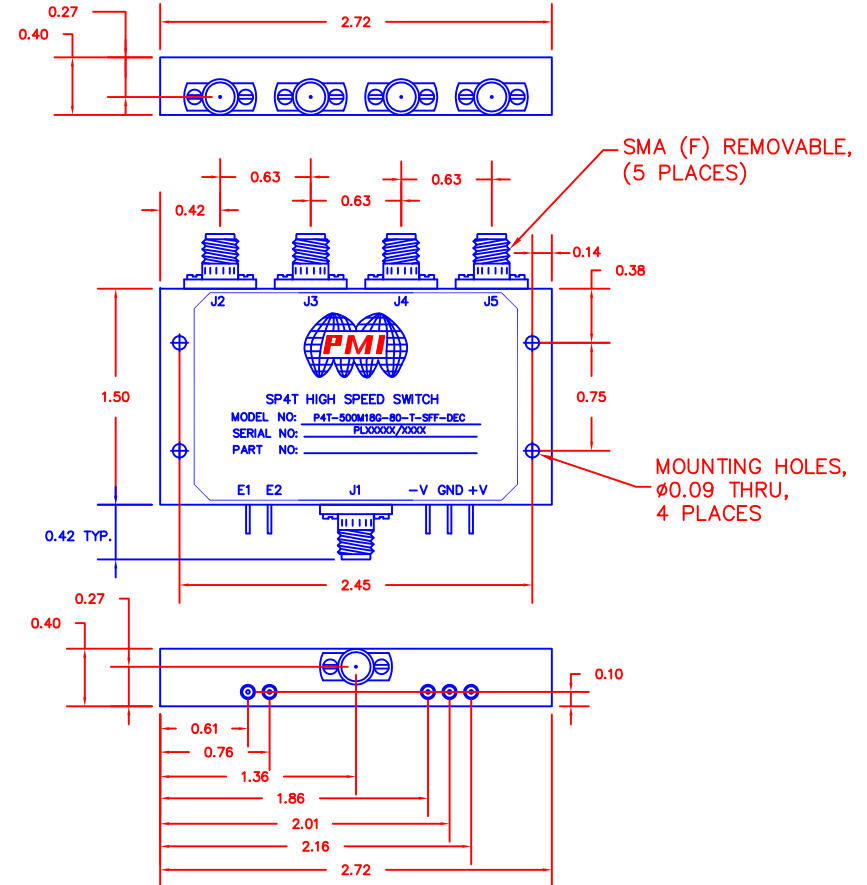 0.27
2.72
0.40
SMA (F) REMOVABLE,
(5 PLACES)
0.63
0.63
0.63
0.42
0.14
0.38
J2
J3
J4
J5
PMI
1.50
0.75
SP4T HIGH SPEED SWITCH
MODEL NO: P4T-500M18G-80-T-SFF-DEC
SERIAL NO: PLXXXXX/XXXX
PART NO:
MOUNTING HOLES,
ø0.09 THRU,
4 PLACES
E1 E2
J1
-V GND +V
0.42 TYP.
2.45
0.27
0.40
0.10
0.61
0.76
1.36
1.86
2.01
2.16
2.72